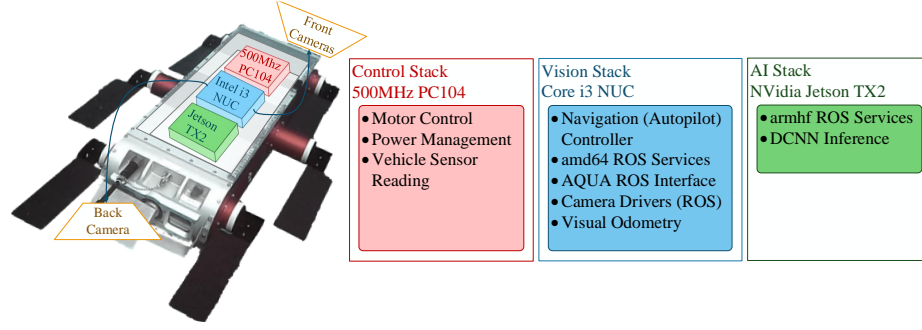 Front
Cameras
500Mhz
PC104
Intel i3
NUC
Jetson
TX2
Back
Camera
Control Stack
500MHz PC104
• Motor Control
• Power Management
• Vehicle Sensor
Reading
Vision Stack
Core i3 NUC
• Navigation (Autopilot)
Controller
• amd64 ROS Services
• AQUA ROS Interface
• Camera Drivers (ROS)
• Visual Odometry
AI Stack
NVidia Jetson TX2
• armhf ROS Services
• DCNN Inference